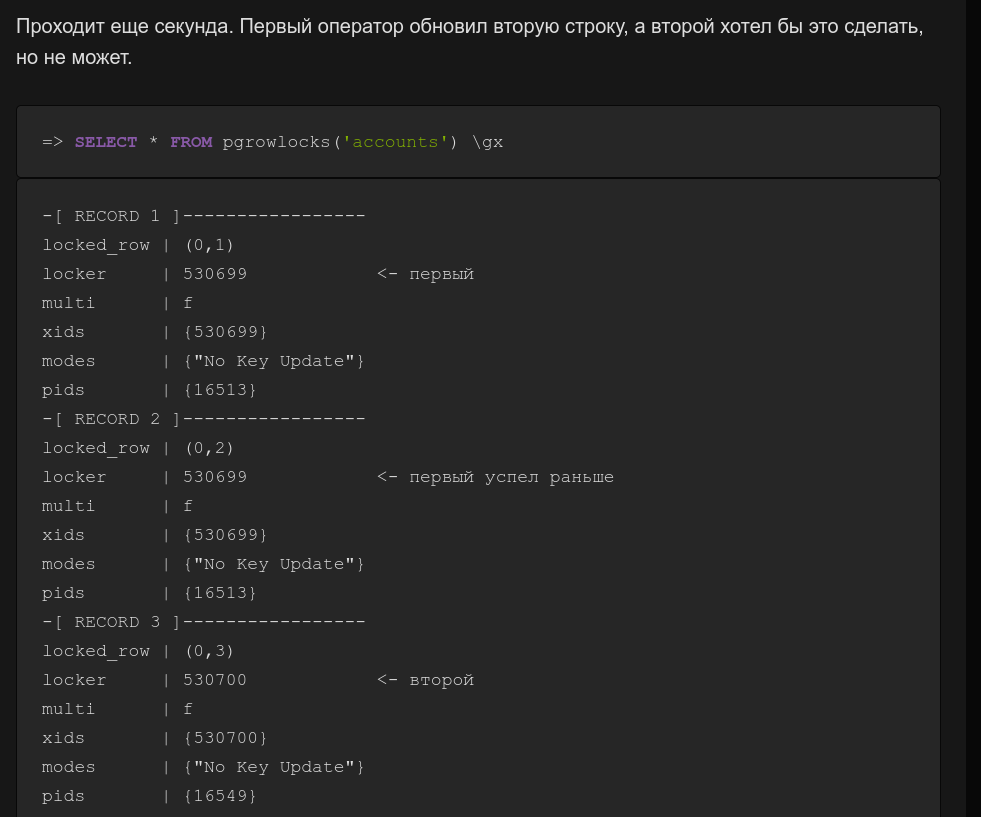 Проходит еще секунда. Первый оператор обновил вторую строку, а второй хотел бы это сделать,
но не может.
=> SELECT * FROM pgrowlocks('accounts') \gx
-[ RECORD 1 ]-----------------
locked_row | (0,1)
locker     | 530699            <- первый
multi      | f
xids       | {530699}
modes      | {"No Key Update"}
pids       | {16513}
-[ RECORD 2 ]-----------------
locked_row | (0,2)
locker     | 530699            <- первый успел раньше
multi      | f
xids       | {530699}
modes      | {"No Key Update"}
pids       | {16513}
-[ RECORD 3 ]-----------------
locked_row | (0,3)
locker     | 530700            <- второй
multi      | f
xids       | {530700}
modes      | {"No Key Update"}
pids       | {16549}